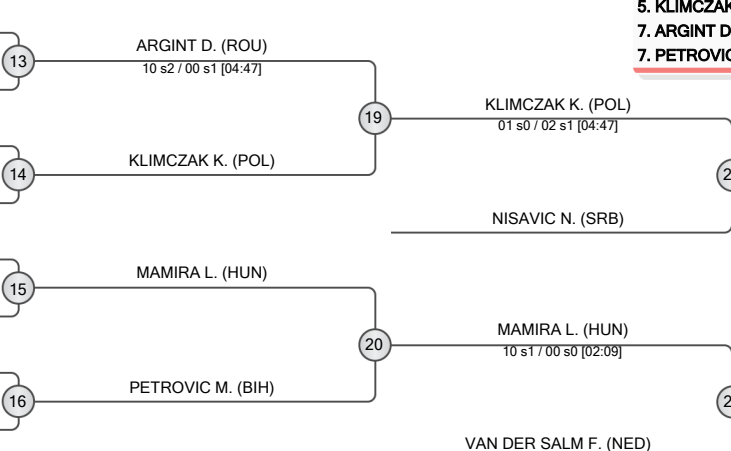 5. KLIMCZAK
7. ARGINT D
7. PETROVIC
13
ARGINT D. (ROU)
10 s2 / 00 s1 [04:47]
19
KLIMCZAK K. (POL)
01 s0 / 02 s1 [04:47]
14
KLIMCZAK K. (POL)
2
NISAVIC N. (SRB)
15
MAMIRA L. (HUN)
20
MAMIRA L. (HUN)
10 s1 / 00 s0 [02:09]
16
PETROVIC M. (BIH)
2
VAN DER SALM F. (NED)